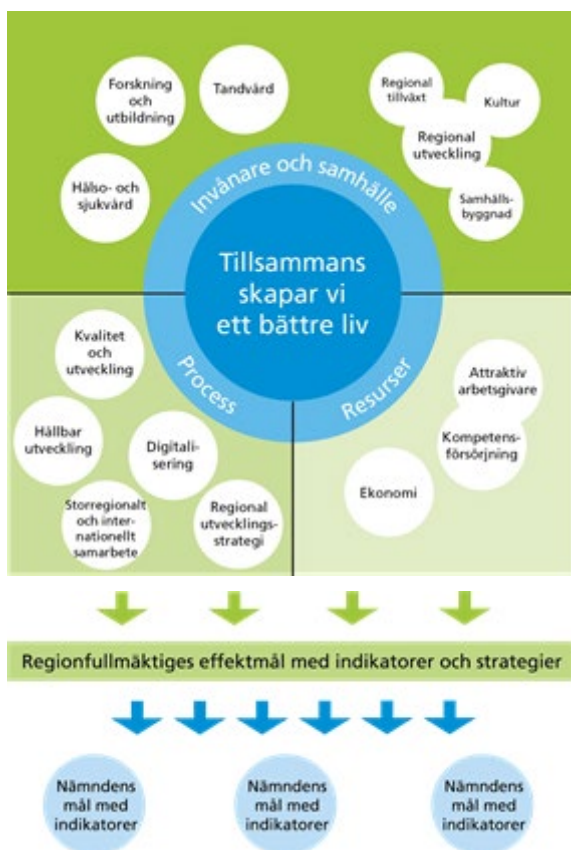 Forskning
och
utbildning
Tandvård
Hälso- och
sjukvård
Regional
tillväxt
Kultur
Regional
utveckling
Samhälls-
byggnad
Invånare och samhälle
Tillsammans
skapar vi
ett bättre liv
Process
Resurser
Kvalitet
och
utveckling
Hållbar
utveckling
Digitali-
sering
Storregionalt
och inter-
nationellt
samarbete
Regional
utvecklings-
strategi
Attraktiv
arbetsgivare
Kompetens-
försörjning
Ekonomi
Regionfullmäktiges effektmål med indikatorer och strategier
Nämndens
mål med
indikatorer
Nämndens
mål med
indikatorer
Nämndens
mål med
indikatorer